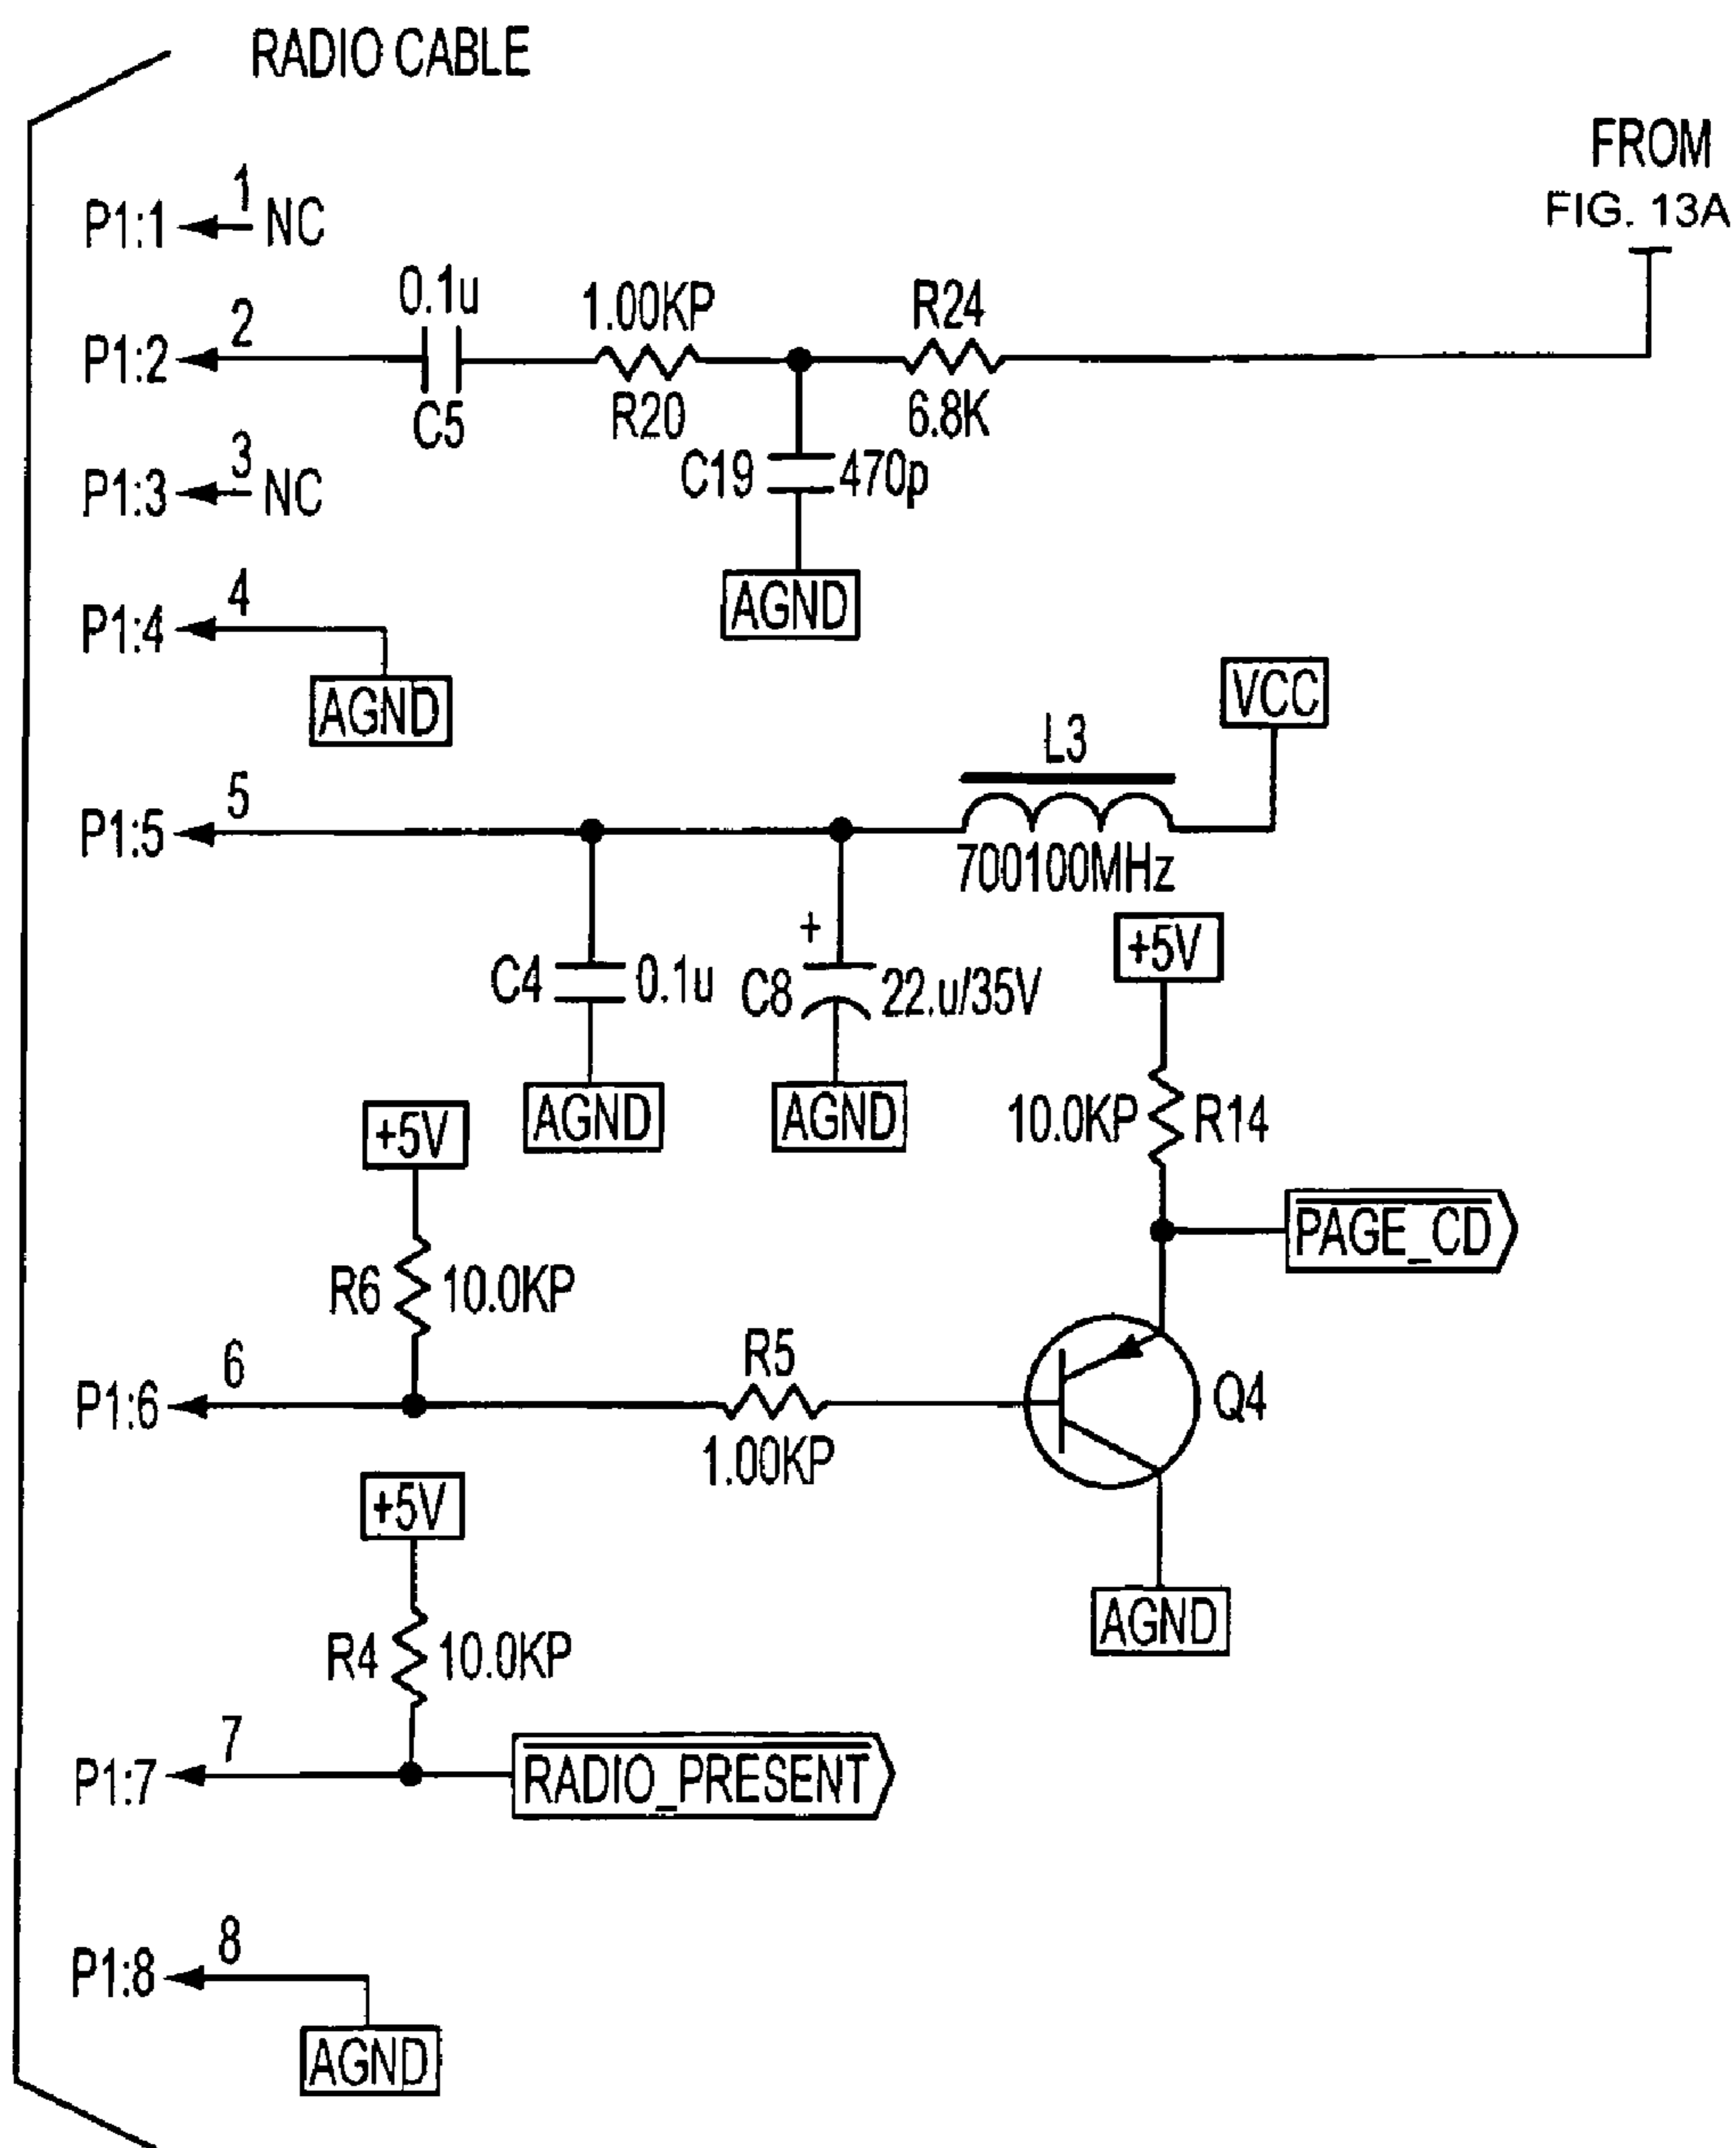 RADIO CABLE
FROM
FIG. 13A
P1:1 1 NC
0.1u
1.00KP
R24
P1:2 2
C5
R20
6.8K
P1:3 3 NC
C19 470p
AGND
P1:4 4
AGND
VCC
L3
P1:5 5
700100MHz
+5V
+
C4 0.1u
C8 22.u/35V
AGND
AGND
10.0KP R14
+5V
PAGE_CD
R6 10.0KP
R5
P1:6 6
1.00KP
Q4
+5V
AGND
R4 10.0KP
P1:7 7
RADIO_PRESENT
P1:8 8
AGND